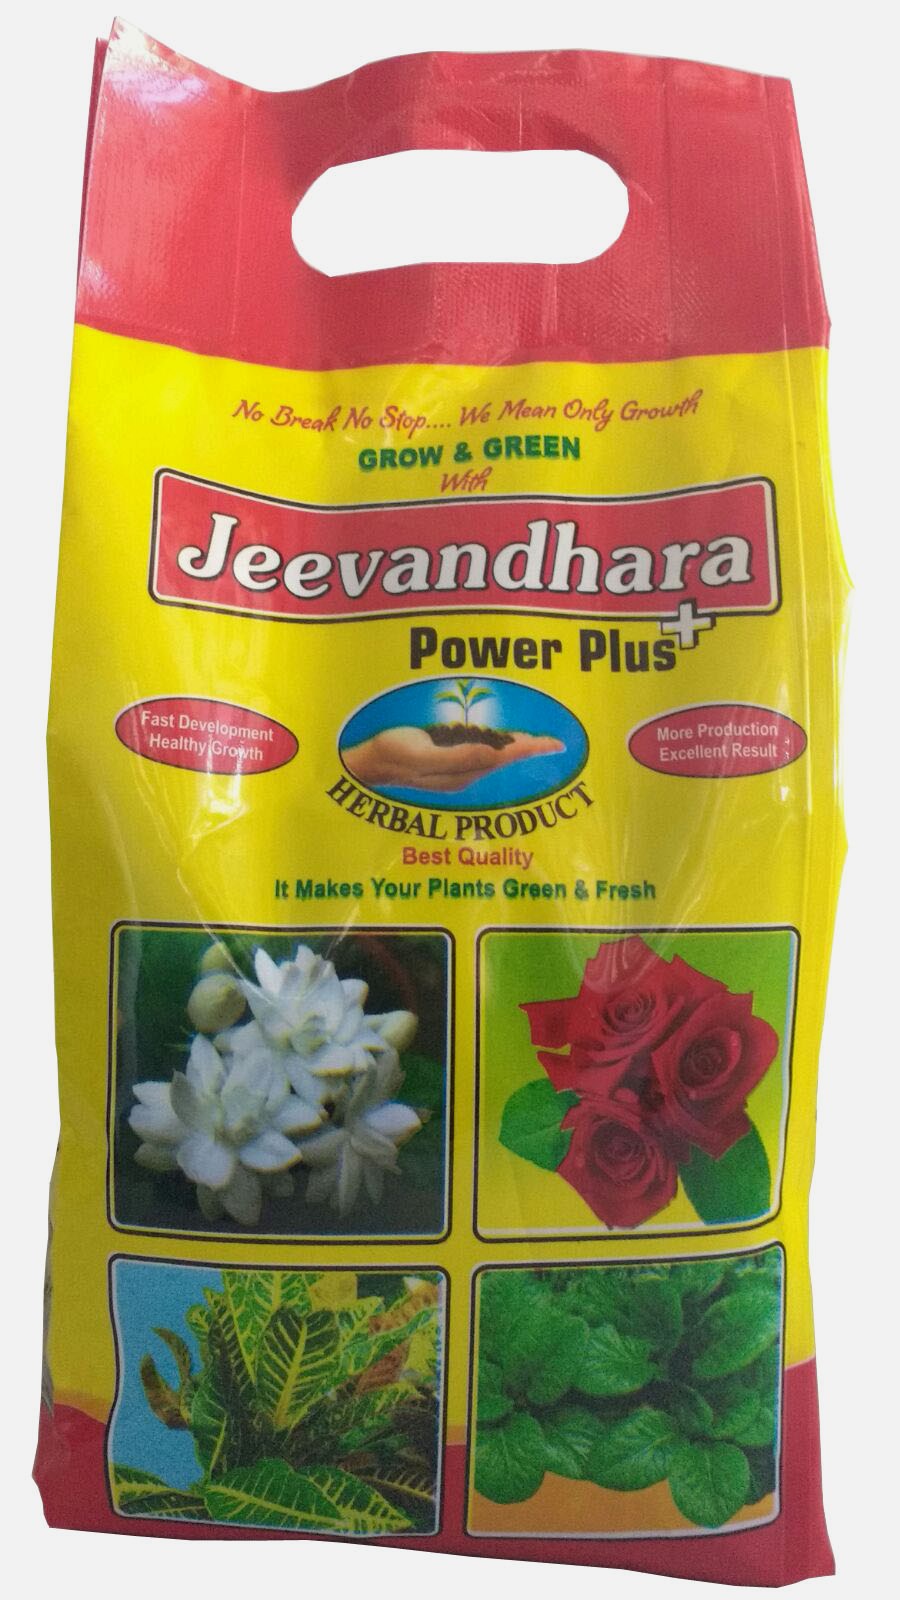 No Break No Stop.... We Mean Only Growth
GROW & GREEN
With
Jeevandhara
Power Plus+
Fast Development
Healthy Growth
More Production
Excellent Result
HERBAL PRODUCT
Best Quality
It Makes Your Plants Green & Fresh